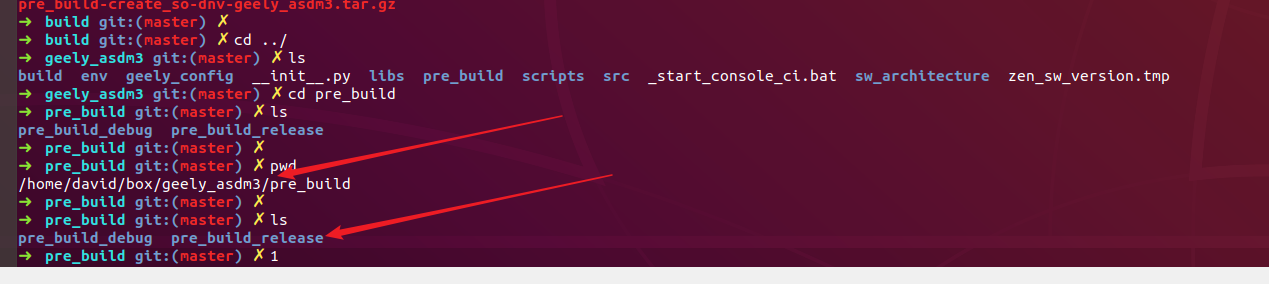 pre_build-create_so-dnv-geely_asdm3.tar.gz
➜ build git:(master) ✗
➜ build git:(master) ✗ cd ../
➜ geely_asdm3 git:(master) ✗ ls
build env geely_config __init__.py libs pre_build scripts src _start_console_ci.bat sw_architecture zen_sw_version.tmp
➜ geely_asdm3 git:(master) ✗ cd pre_build
➜ pre_build git:(master) ✗ ls
pre_build_debug pre_build_release
➜ pre_build git:(master) ✗
➜ pre_build git:(master) ✗ pwd
/home/david/box/geely_asdm3/pre_build
➜ pre_build git:(master) ✗
➜ pre_build git:(master) ✗ ls
pre_build_debug pre_build_release
➜ pre_build git:(master) ✗ 1